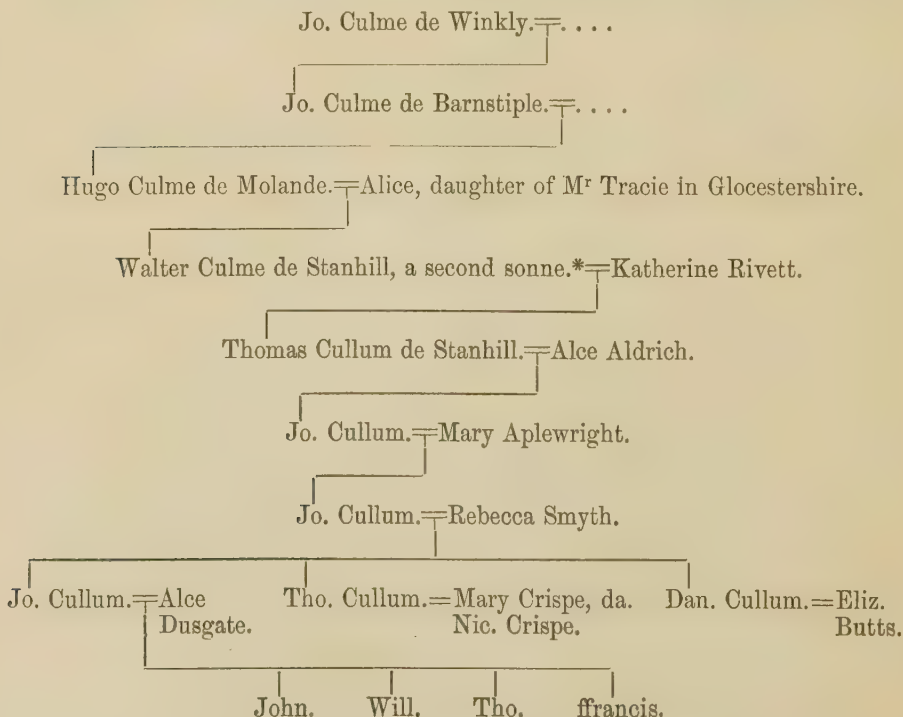 Jo. Culme de Winkly.=. . . .
Jo. Culme de Barnstiple.=. . . .
Hugo Culme de Molande.=Alice, daughter of Mr Tracie in Glocestershire.
Walter Culme de Stanhill, a second sonne.*=Katherine Rivett.
Thomas Cullum de Stanhill.=Alce Aldrich.
Jo. Cullum.=Mary Aplewright.
Jo. Cullum.=Rebecca Smyth.
Jo. Cullum.=Alce Tho. Cullum.=Mary Crispe, da. Dan. Cullum.=Eliz.
Dusgate. Nic. Crispe. Butts.
John. Will. Tho. ffrancis.